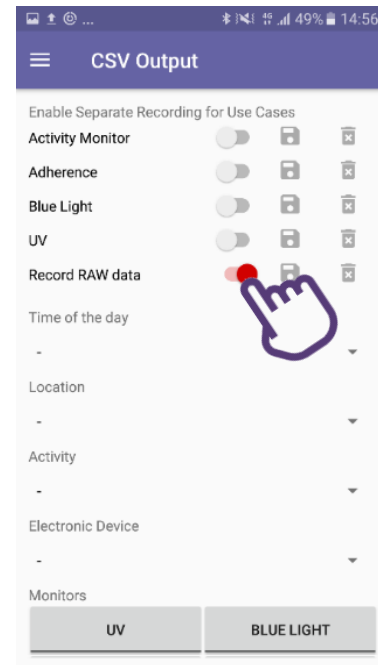 ... 4G 49% 14:56
CSV Output
Enable Separate Recording for Use Cases
Activity Monitor
Adherence
Blue Light
UV
Record RAW data
Time of the day
-
Location
-
Activity
-
Electronic Device
-
Monitors
UV BLUE LIGHT